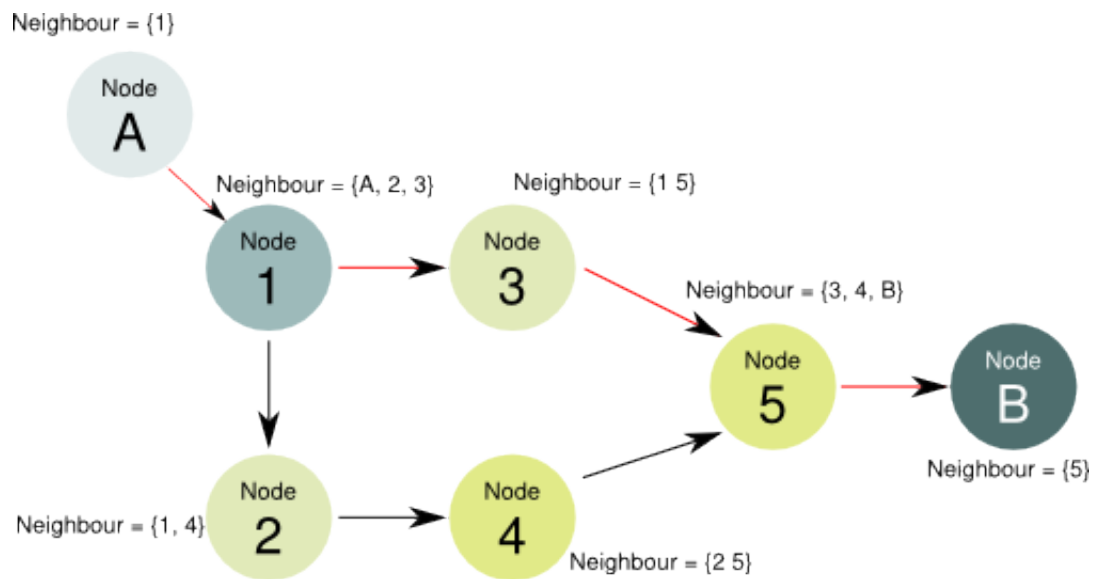 Neighbour = {1}
Node
A
Neighbour = {A, 2, 3}
Node
1
Neighbour = {1 5}
Node
3
Neighbour = {3, 4, B}
Node
5
Node
B
Neighbour = {5}
Neighbour = {1, 4}
Node
2
Node
4
Neighbour = {2 5}